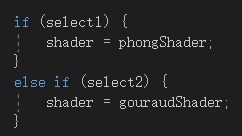 if (select1) {
    shader = phongShader;
}
else if (select2) {
    shader = gouraudShader;
}